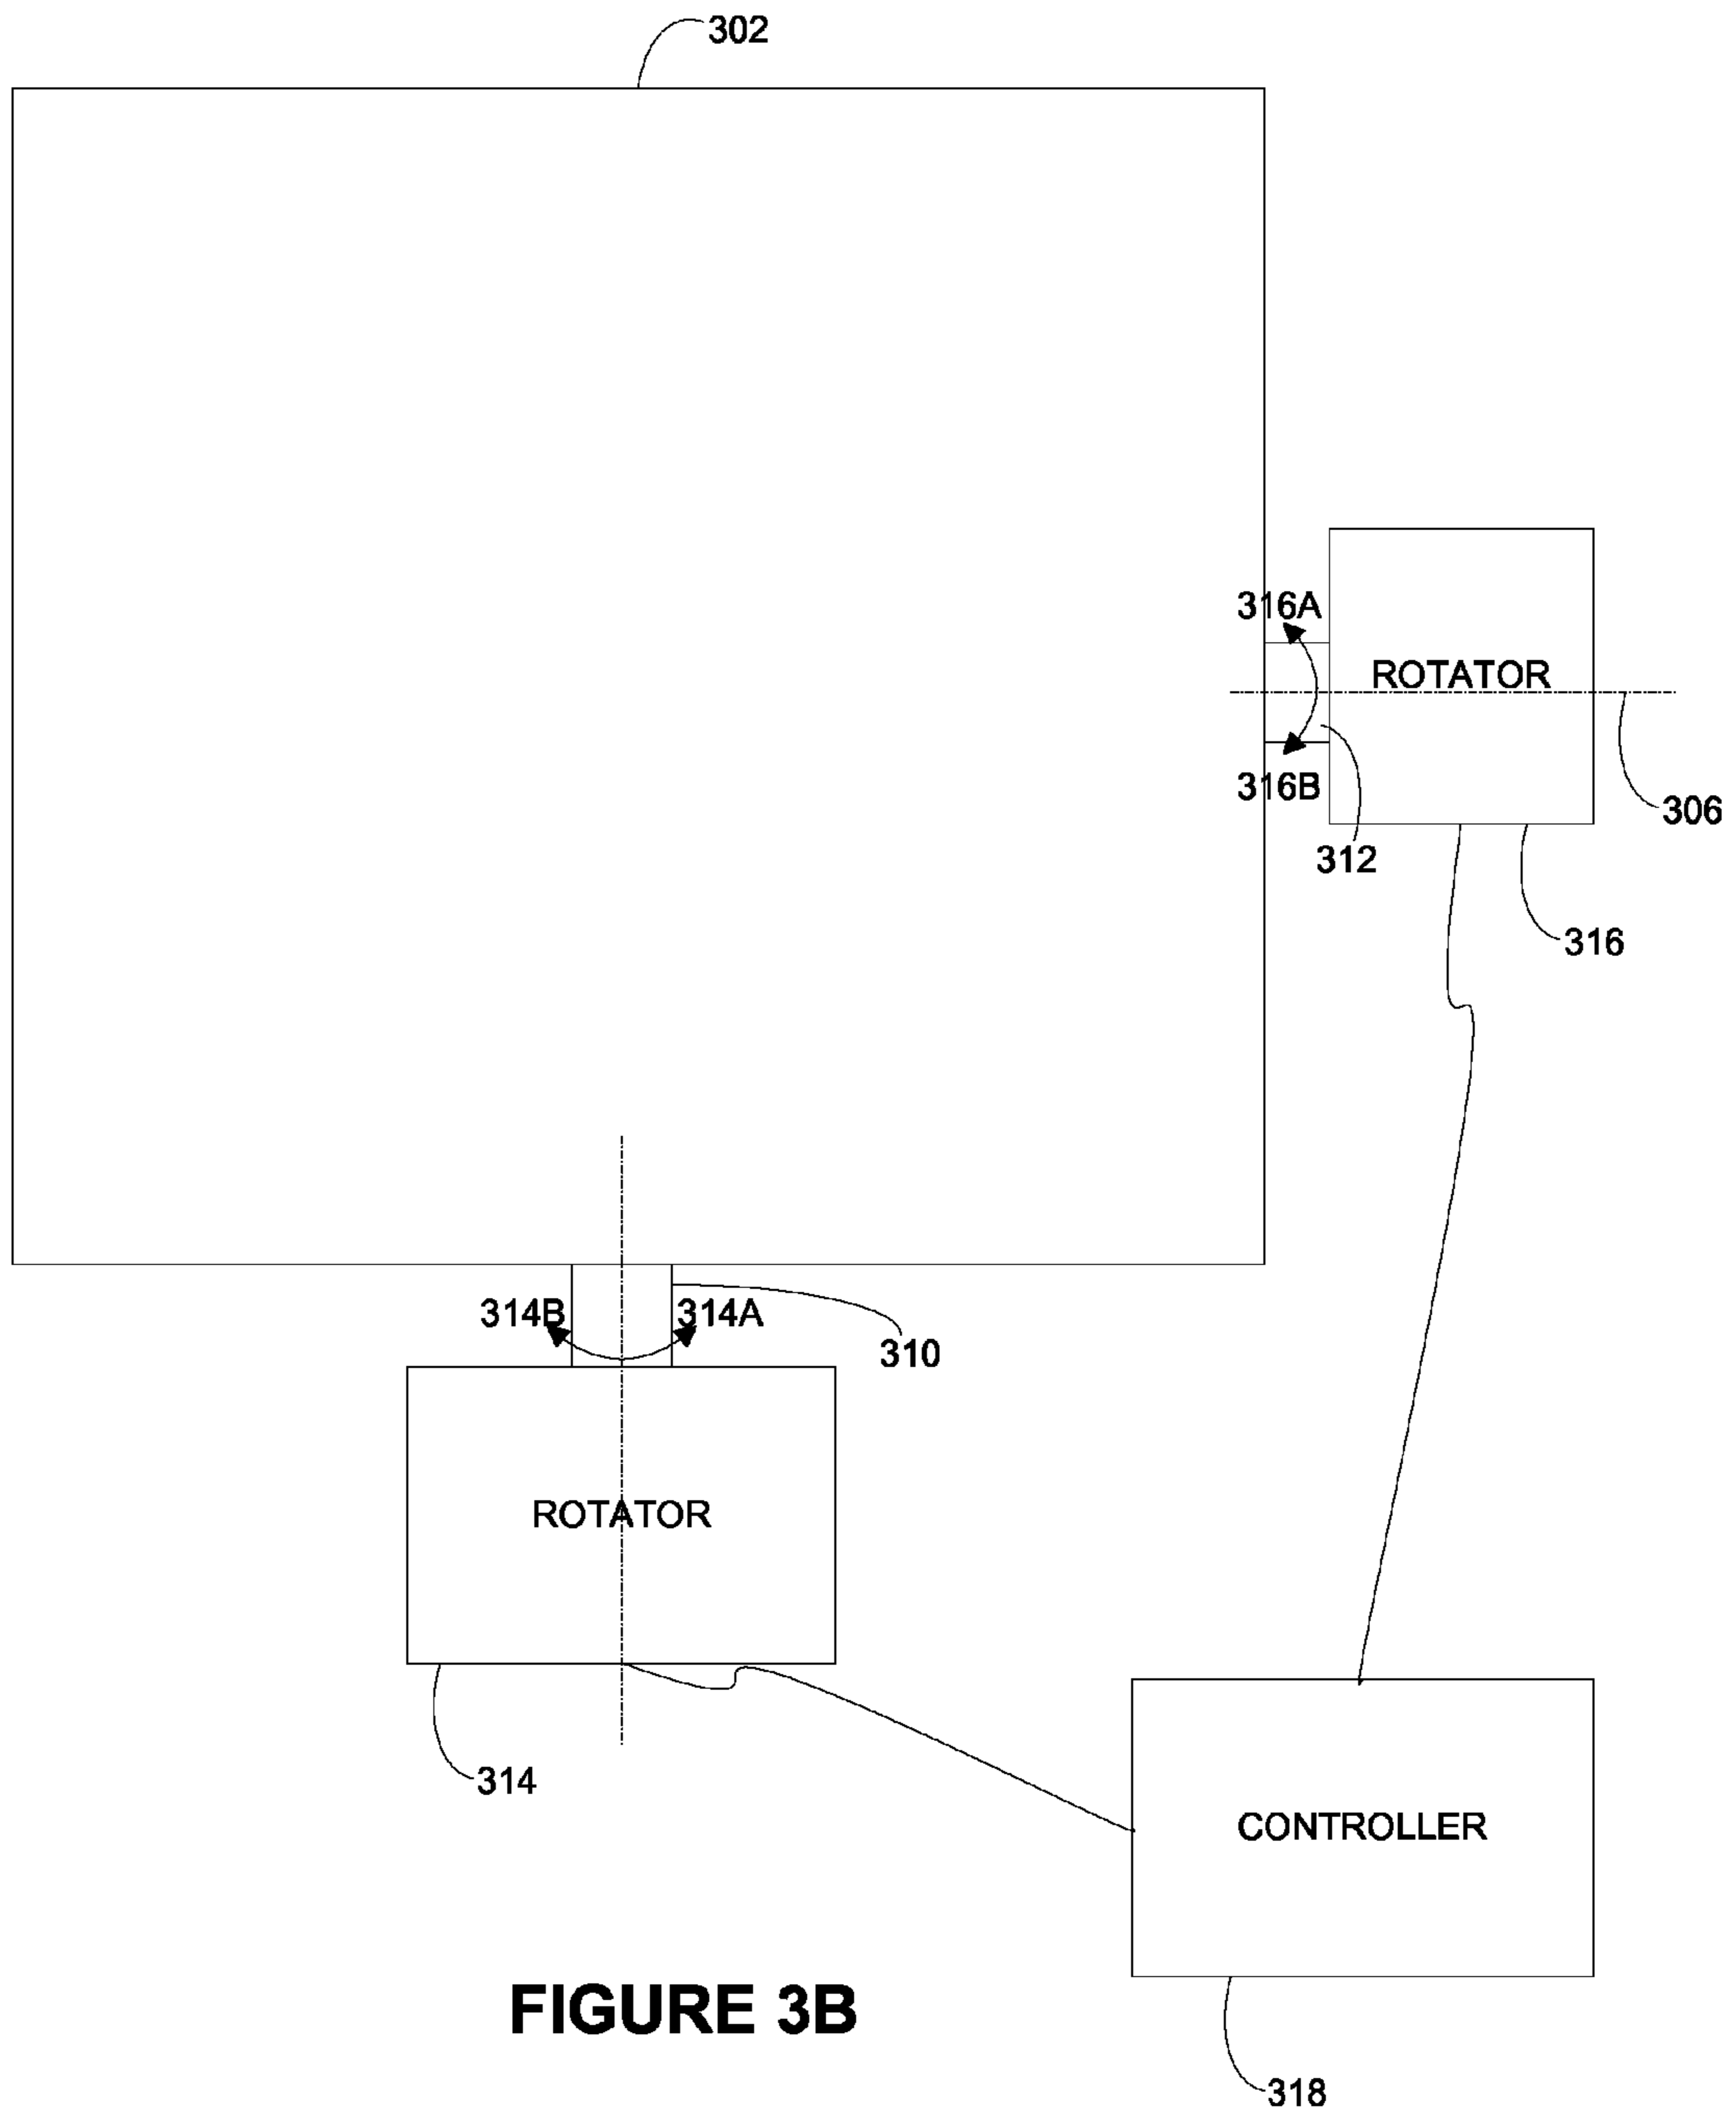 302
316A
ROTATOR
316B
306
312
316
314B
314A
310
ROTATOR
314
CONTROLLER
FIGURE 3B
318